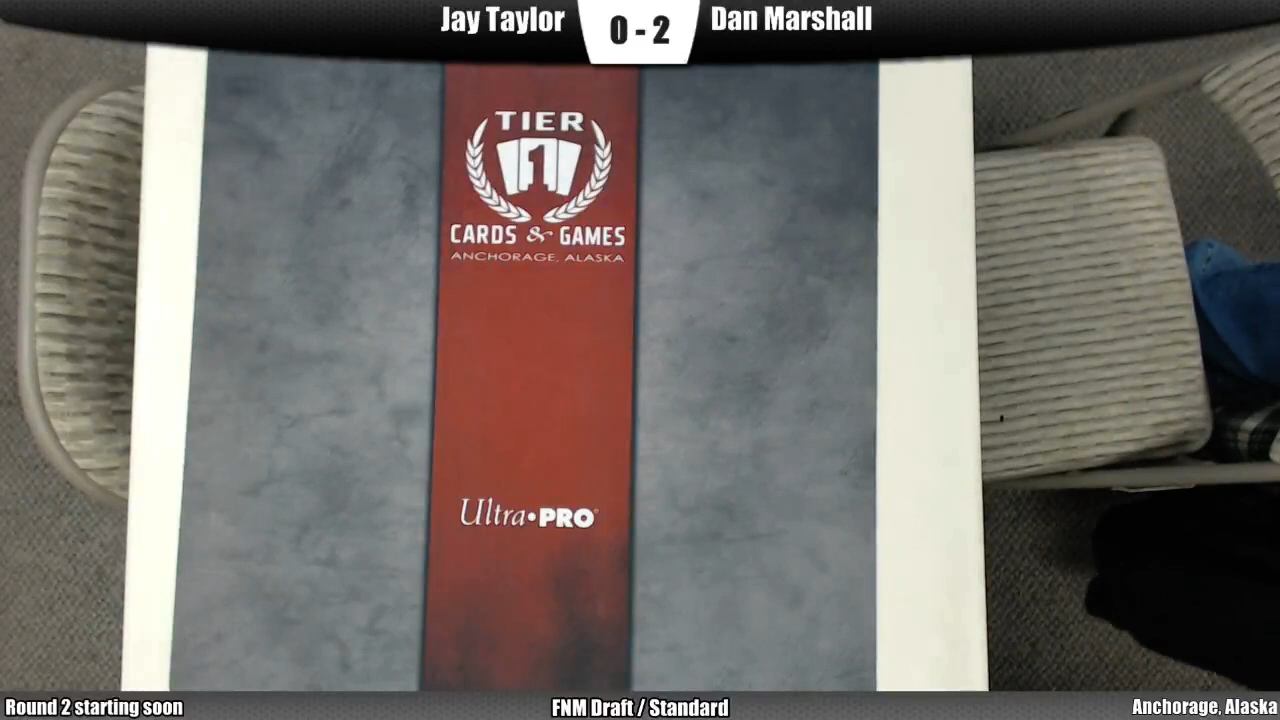 Jay Taylor 0 - 2 Dan Marshall
TIER
1
CARDS & GAMES
ANCHORAGE, ALASKA
Ultra•PRO
Round 2 starting soon
FNM Draft / Standard
Anchorage, Alaska